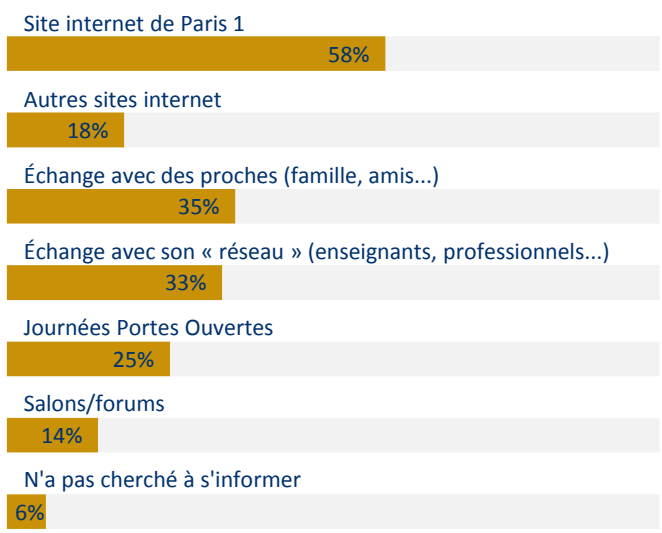 Site internet de Paris 1
58%
Autres sites internet
18%
Échange avec des proches (famille, amis...)
35%
Échange avec son « réseau » (enseignants, professionnels...)
33%
Journées Portes Ouvertes
25%
Salons/forums
14%
N'a pas cherché à s'informer
6%